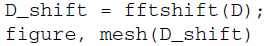 D_shift = fftshift(D);
figure, mesh(D_shift)